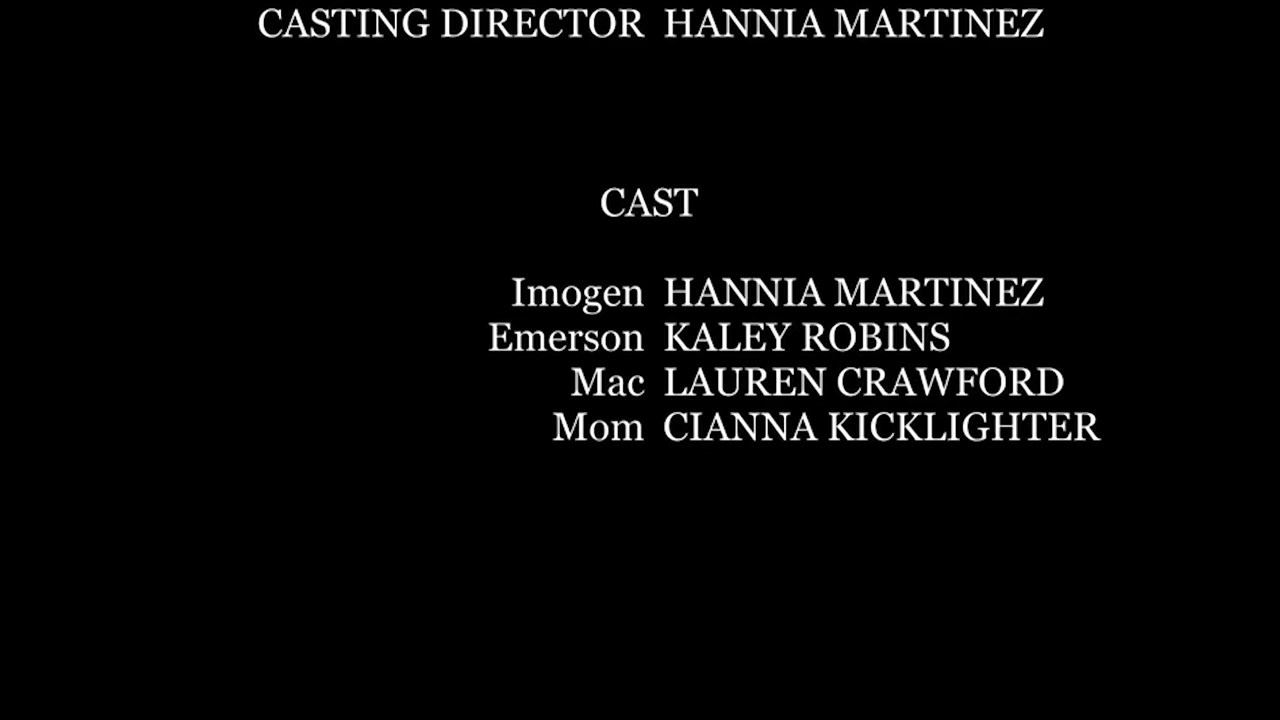 CASTING DIRECTOR HANNIA MARTINEZ
CAST
Imogen HANNIA MARTINEZ
Emerson KALEY ROBINS
Mac LAUREN CRAWFORD
Mom CIANNA KICKLIGHTER